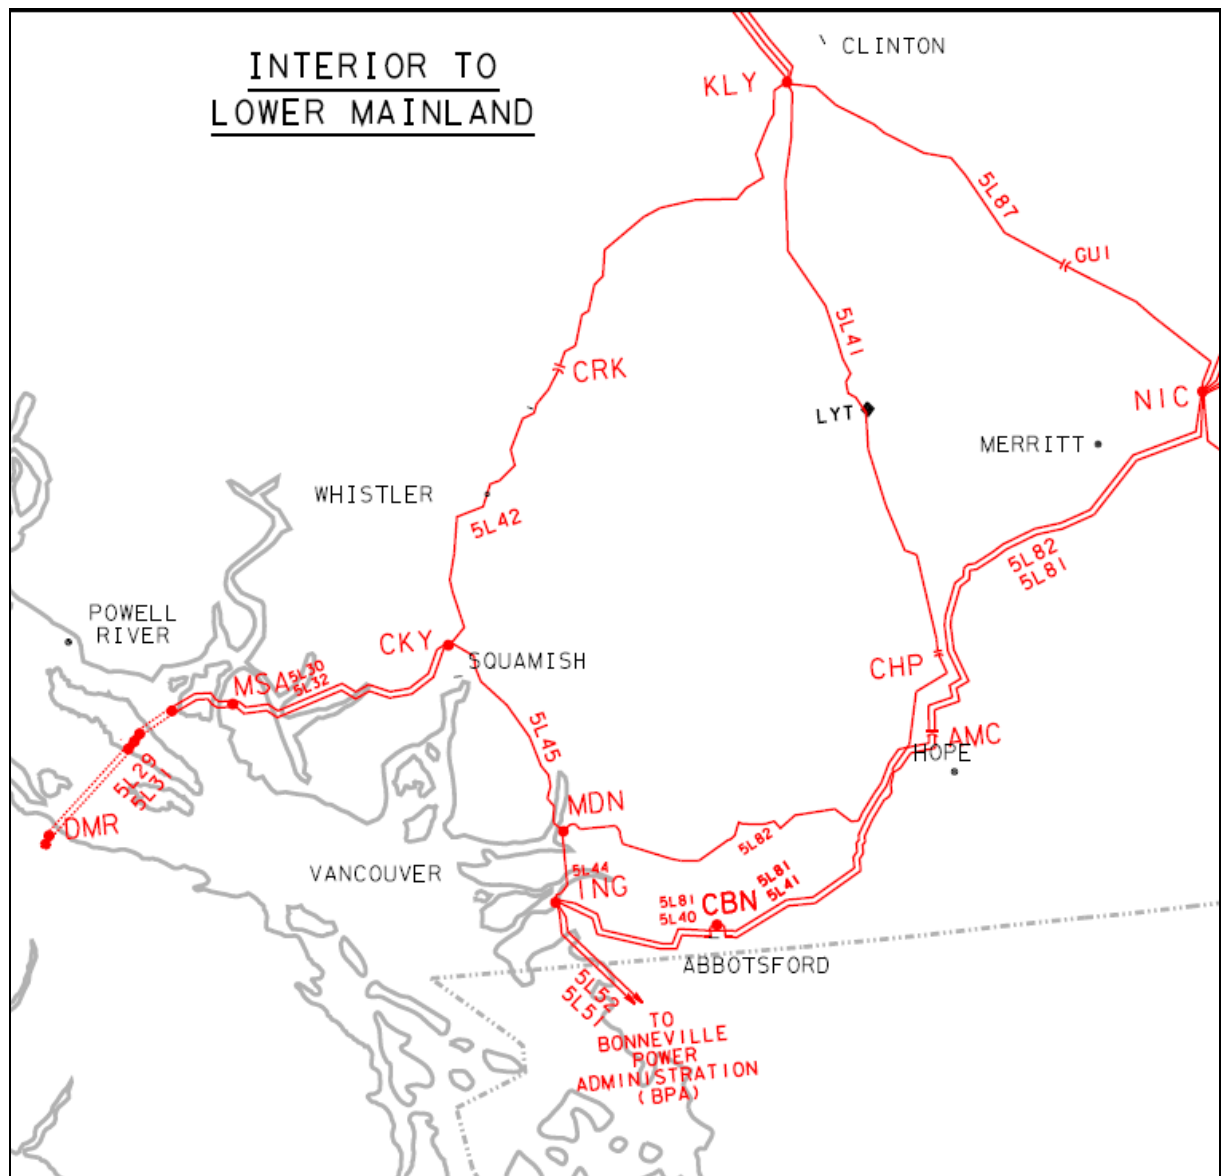 INTERIOR TO
LOWER MAINLAND
CLINTON
KLY
5L87
GUI
5L41
CRK
NIC
LYT
MERRITT
WHISTLER
5L42
5L82
5L81
POWELL
RIVER
CKY
SQUAMISH
CHP
MSA
5L30
5L32
5L45
AMC
HOPE
5L29
5L31
DMR
MDN
5L82
VANCOUVER
5L44
ING
5L81
5L40
CBN
5L81
5L41
ABBOTSFORD
5L52
5L51
TO
BONNEVILLE
POWER
ADMINISTRATION
(BPA)